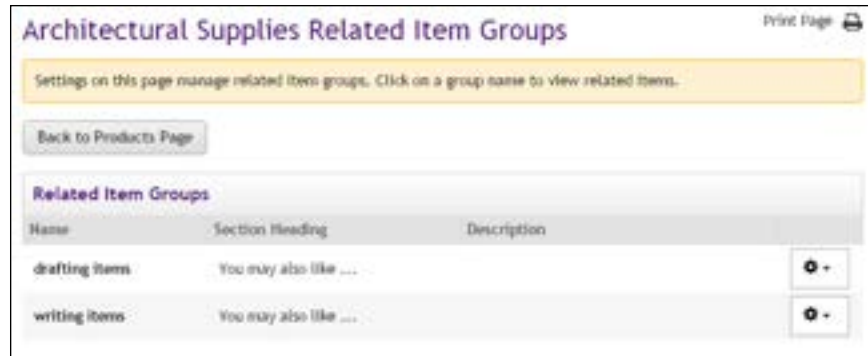 Architectural Supplies Related Item Groups
Print Page
Settings on this page manage related item groups. Click on a group name to view related items.
Back to Products Page
Related Item Groups
Name Section Heading Description
drafting items You may also like ....
writing items You may also like ....